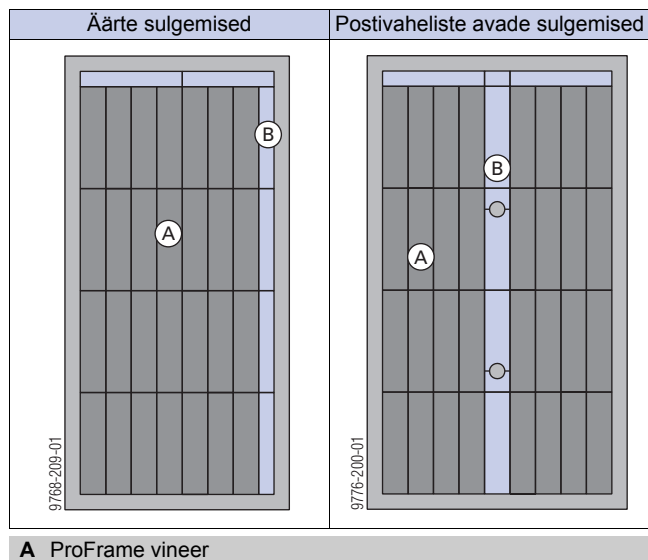 Äärte sulgemised
Postivaheliste avade sulgemised
B
A
9768-209-01
B
A
9776-200-01
A ProFrame vineer